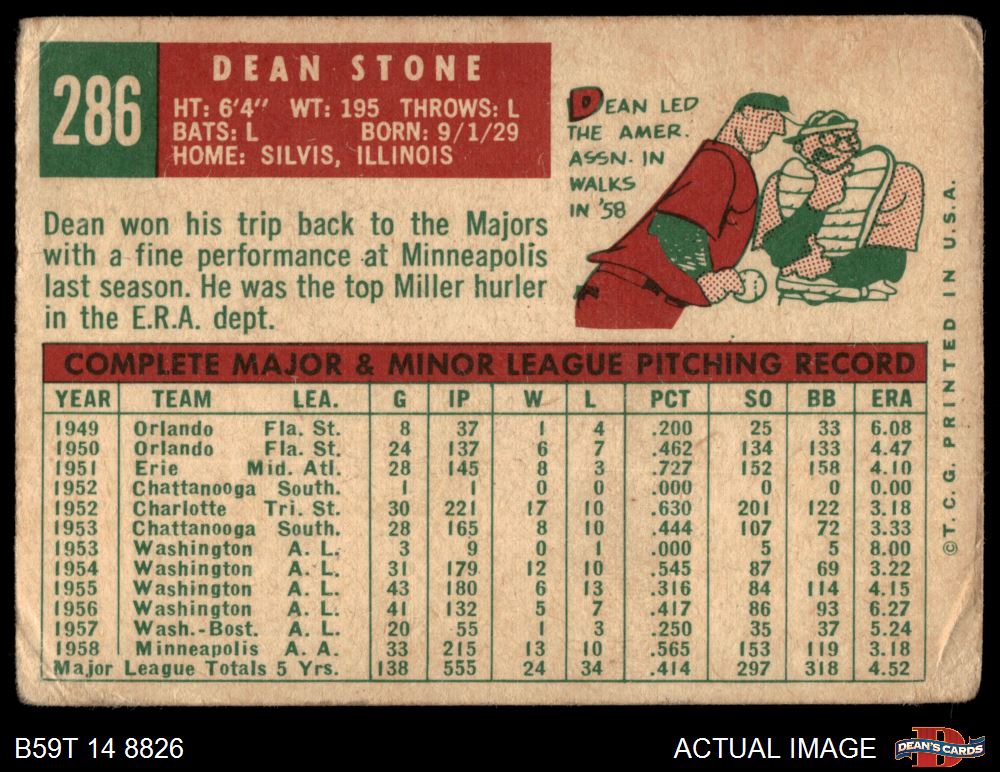 286
DEAN STONE
HT: 6'4" WT: 195 THROWS: L
BATS: L BORN: 9/1/29
HOME: SILVIS, ILLINOIS
DEAN LED
THE AMER.
ASSN. IN
WALKS
IN '58
Dean won his trip back to the Majors
with a fine performance at Minneapolis
last season. He was the top Miller hurler
in the E.R.A. dept.
COMPLETE MAJOR & MINOR LEAGUE PITCHING RECORD
YEAR TEAM LEA. G IP W L PCT SO BB ERA
1949 Orlando Fla. St. 8 37 1 4 .200 25 33 6.08
1950 Orlando Fla. St. 24 137 6 7 .462 134 133 4.47
1951 Erie Mid. Atl. 28 145 8 3 .727 152 158 4.10
1952 Chattanooga South. 1 1 0 0 .000 0 0 0.00
1952 Charlotte Tri. St. 30 221 17 10 .630 201 122 3.18
1953 Chattanooga South. 28 165 8 10 .444 107 72 3.33
1953 Washington A. L. 3 9 0 1 .000 5 5 8.00
1954 Washington A. L. 31 179 12 10 .545 87 69 3.22
1955 Washington A. L. 43 180 6 13 .316 84 114 4.15
1956 Washington A. L. 41 132 5 7 .417 86 93 6.27
1957 Wash.-Bost. A. L. 20 55 1 3 .250 35 37 5.24
1958 Minneapolis A. A. 33 215 13 10 .565 153 119 3.18
Major League Totals 5 Yrs. 138 555 24 34 .414 297 318 4.52
©T. C. G. PRINTED IN U.S.A.
B59T 14 8826
ACTUAL IMAGE
DEAN'S CARDS